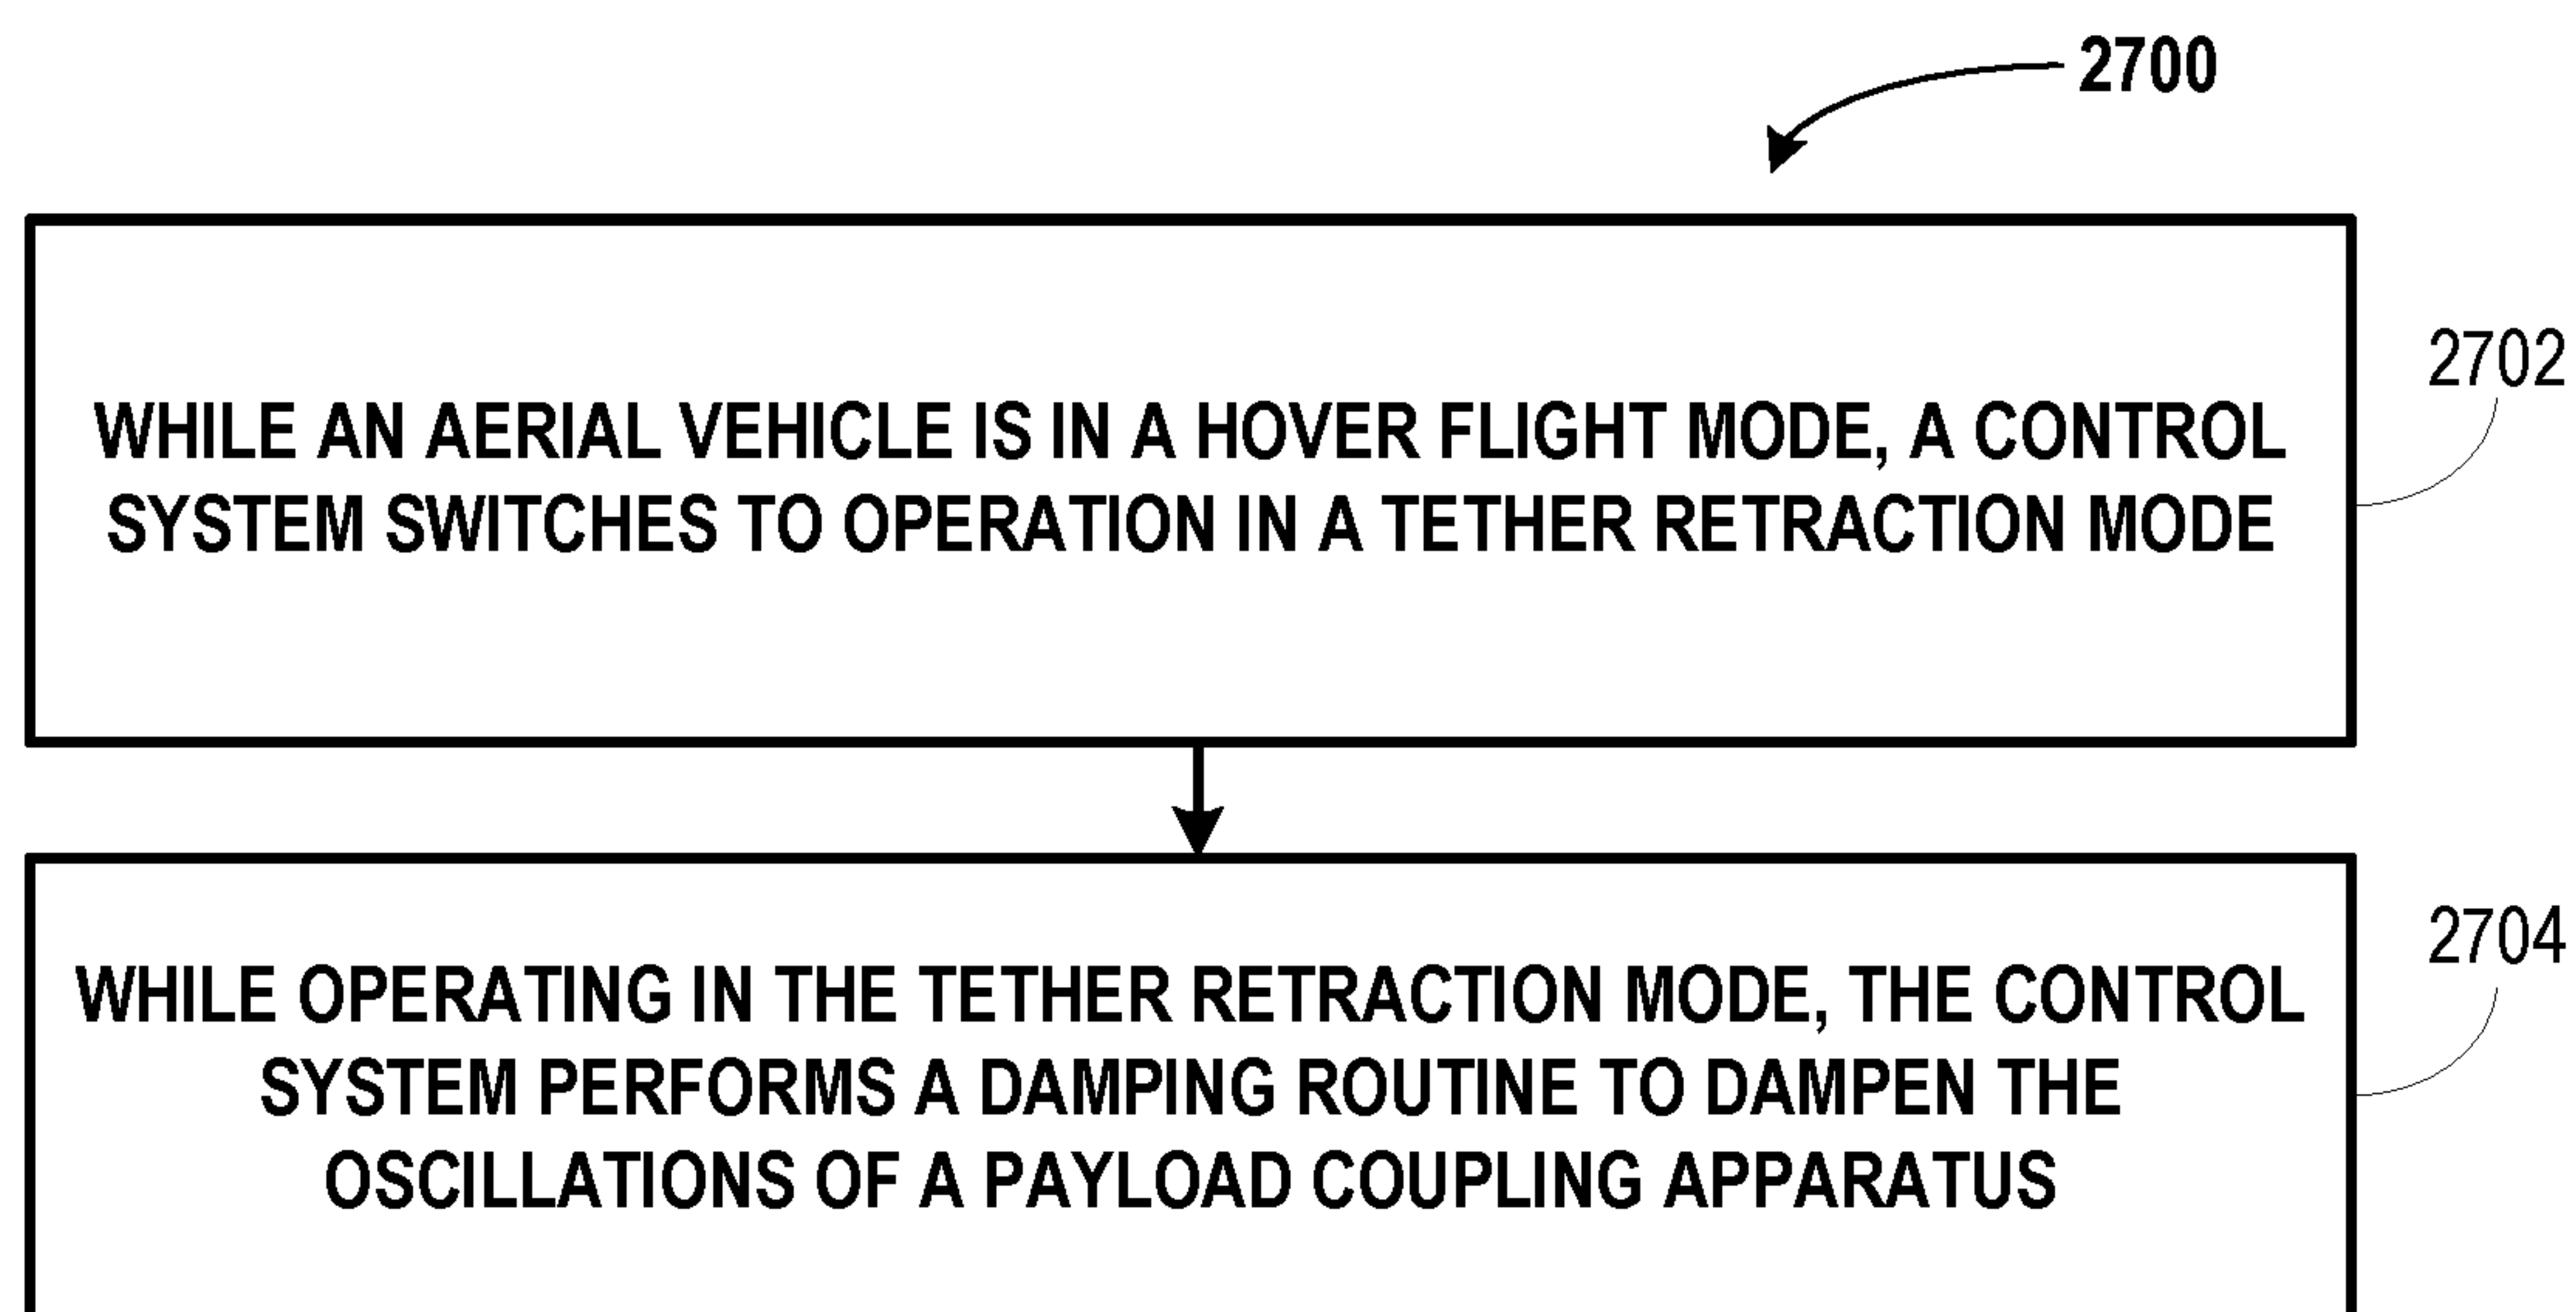 2700
WHILE AN AERIAL VEHICLE IS IN A HOVER FLIGHT MODE, A CONTROL
SYSTEM SWITCHES TO OPERATION IN A TETHER RETRACTION MODE
2702
WHILE OPERATING IN THE TETHER RETRACTION MODE, THE CONTROL
SYSTEM PERFORMS A DAMPING ROUTINE TO DAMPEN THE
OSCILLATIONS OF A PAYLOAD COUPLING APPARATUS
2704